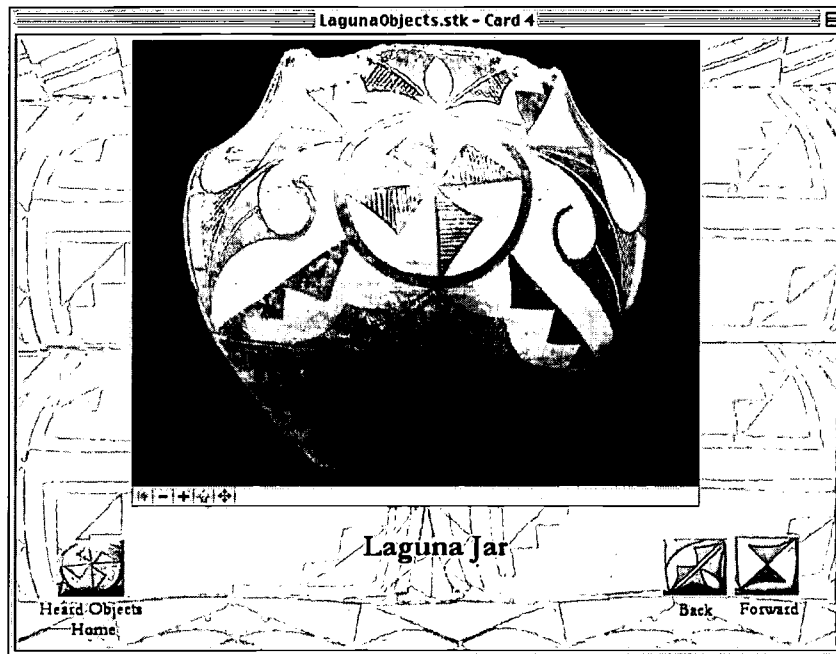 LagunaObjects.stk - Card 4
Laguna Jar
Heard Objects
Home
Back
Forward